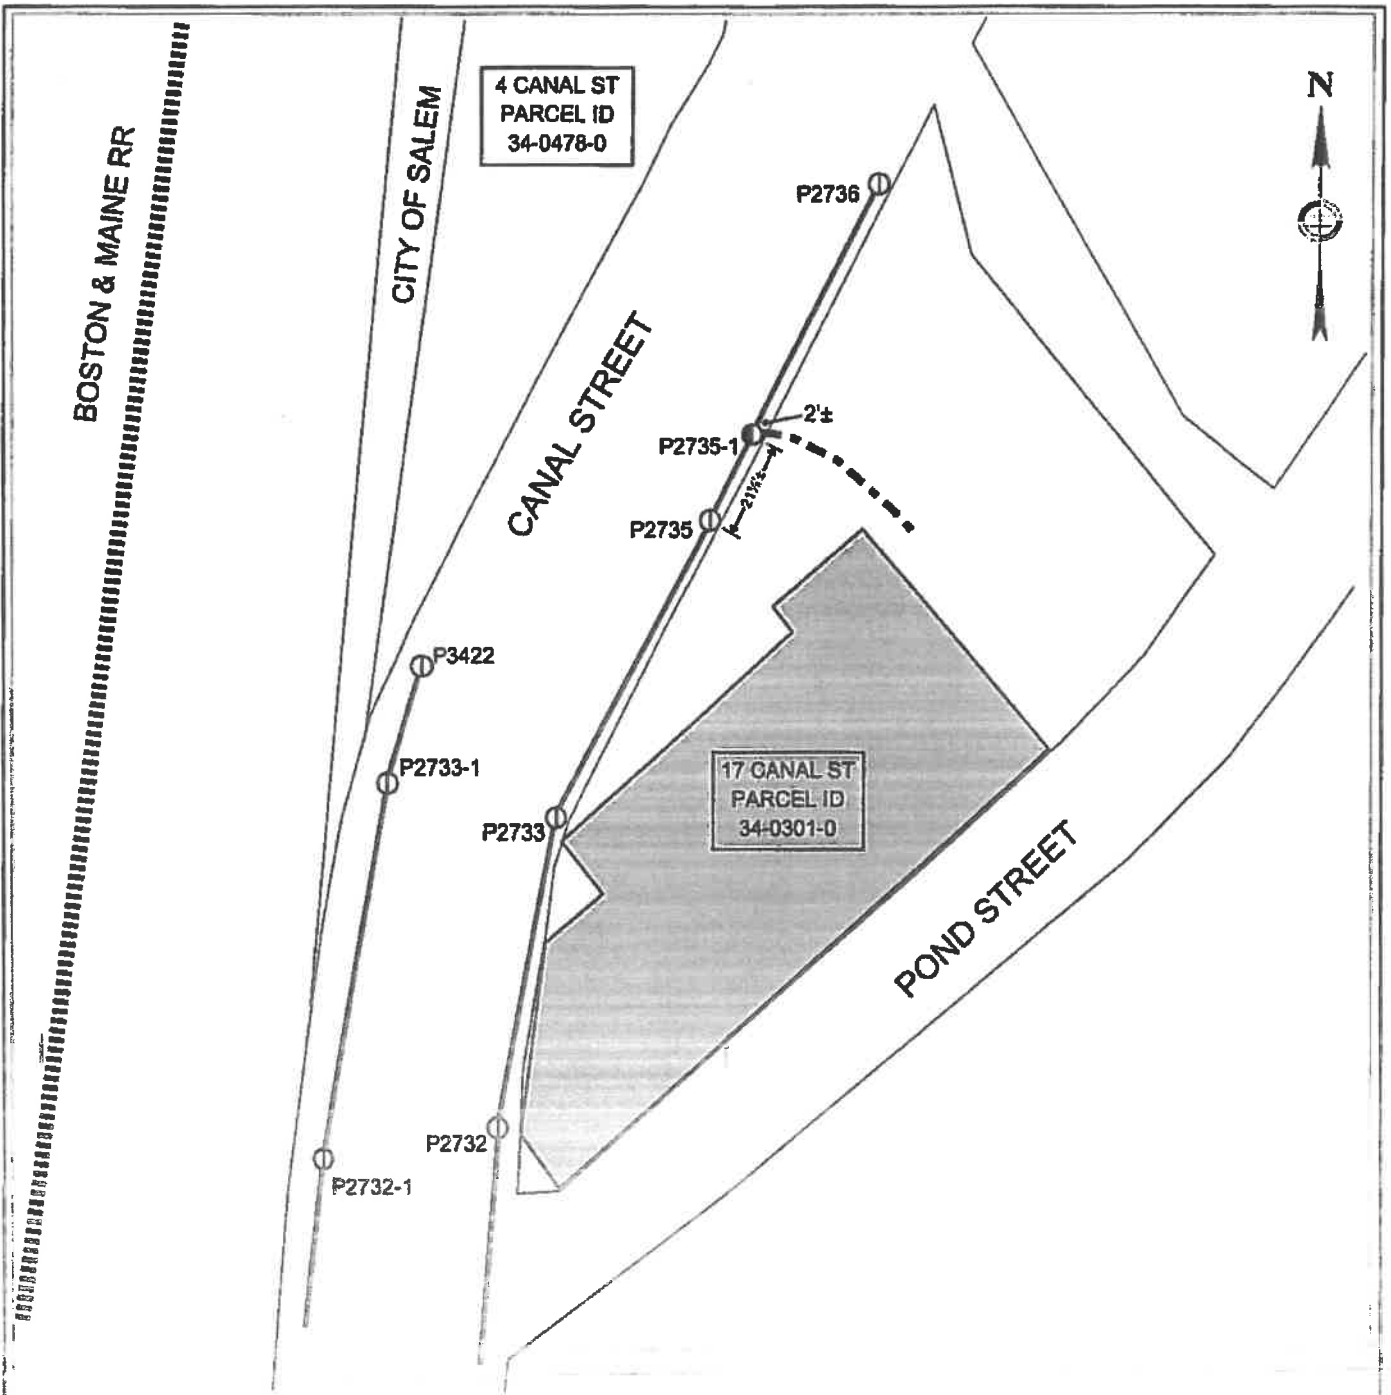 4 CANAL ST
PARCEL ID
34-0478-0
N
BOSTON & MAINE RR
CITY OF SALEM
P2736
CANAL STREET
2'±
P2735-1
P2735
P3422
P2733-1
17 CANAL ST
PARCEL ID
34-0301-0
P2733
POND STREET
P2732
P2732-1